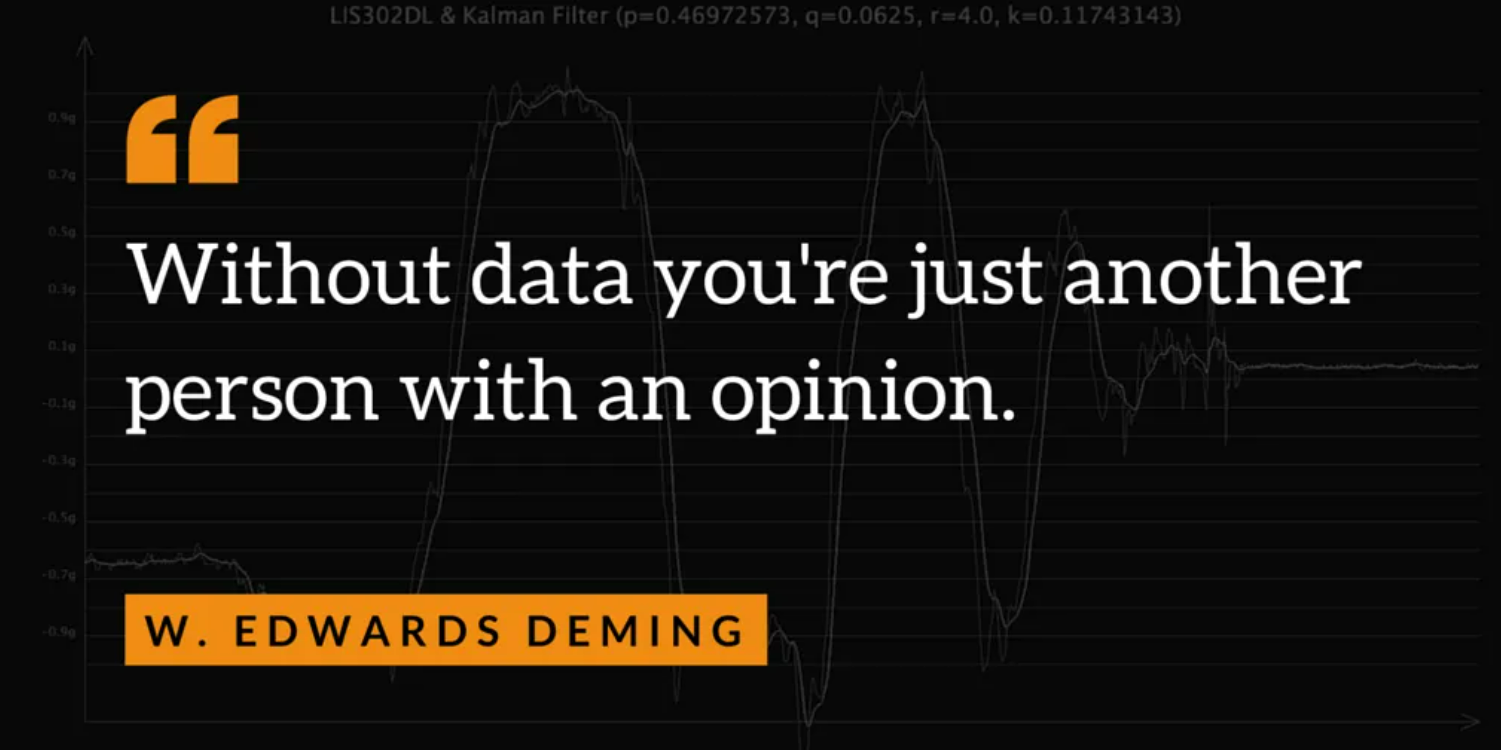 LIS302DL & Kalman Filter (p=0.46972573, q=0.0625, r=4.0, k=0.11743143)
0.9g
0.7g
0.5g
0.3g
0.1g
-0.1g
-0.3g
-0.5g
-0.7g
-0.9g
“
Without data you're just another
person with an opinion.
W. EDWARDS DEMING